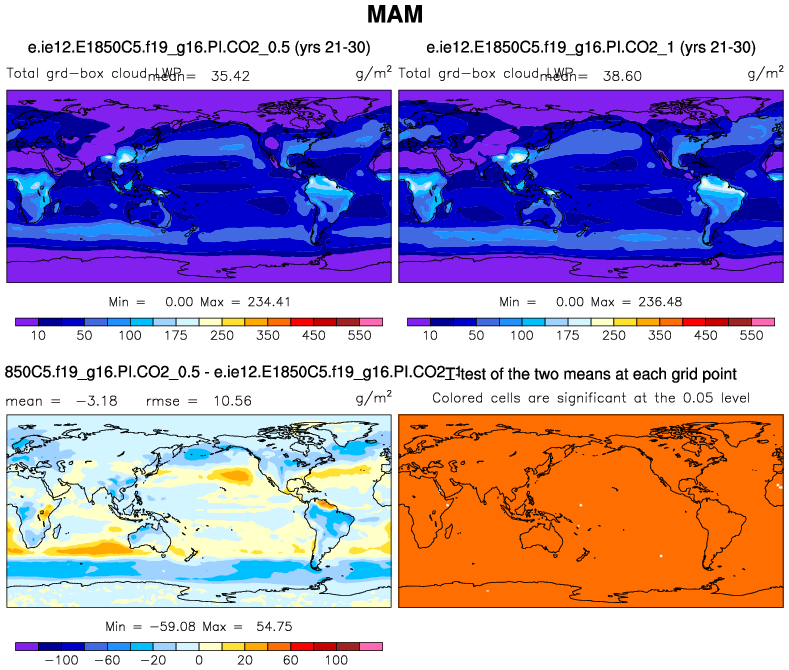 MAM
e.ie12.E1850C5.f19_g16.PI.CO2_0.5 (yrs 21-30)
e.ie12.E1850C5.f19_g16.PI.CO2_1 (yrs 21-30)
Total grd-box cloud LWP mean= 35.42 g/m²
Total grd-box cloud LWP mean= 38.60 g/m²
Min = 0.00 Max = 234.41
Min = 0.00 Max = 236.48
10 50 100 175 250 350 450 550
10 50 100 175 250 350 450 550
850C5.f19_g16.PI.CO2_0.5 - e.ie12.E1850C5.f19_g16.PI.CO2_1
T-test of the two means at each grid point
mean = -3.18 rmse = 10.56 g/m²
Colored cells are significant at the 0.05 level
Min = -59.08 Max = 54.75
-100 -60 -20 0 20 60 100